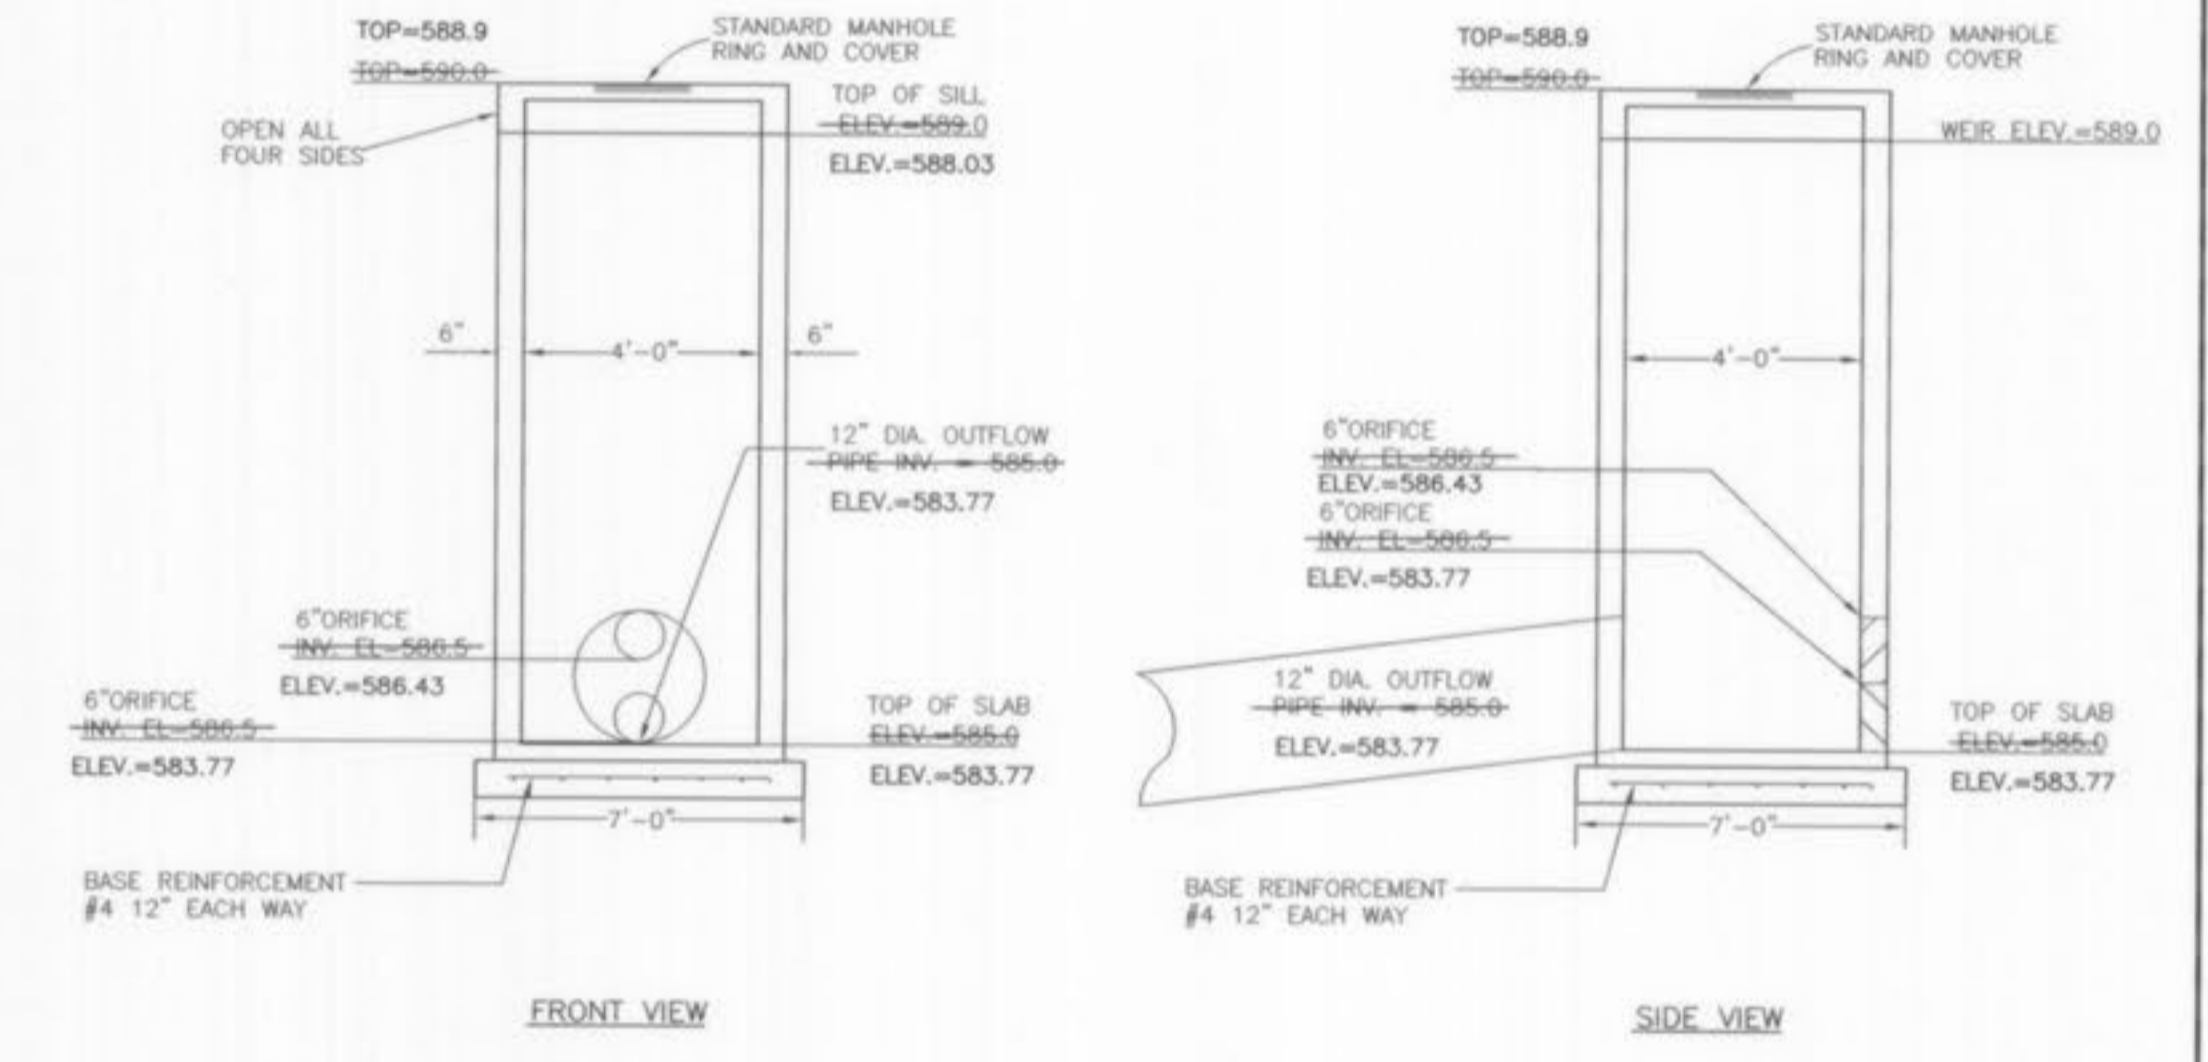 TOP=588.9
TOP=590.0
STANDARD MANHOLE
RING AND COVER
TOP OF SILL
ELEV.=589.0
ELEV.=588.03
OPEN ALL
FOUR SIDES
6"
4'-0"
6"
12" DIA. OUTFLOW
PIPE INV. = 585.0
ELEV.=583.77
6"ORIFICE
INV. EL=586.5
ELEV.=586.43
6"ORIFICE
INV. EL=586.5
ELEV.=583.77
TOP OF SLAB
ELEV.=585.0
ELEV.=583.77
7'-0"
BASE REINFORCEMENT
#4 12" EACH WAY
FRONT VIEW
TOP=588.9
TOP=590.0
STANDARD MANHOLE
RING AND COVER
WEIR ELEV.=589.0
4'-0"
6"ORIFICE
INV. EL=586.5
ELEV.=586.43
6"ORIFICE
INV. EL=586.5
ELEV.=583.77
12" DIA. OUTFLOW
PIPE INV. = 585.0
ELEV.=583.77
TOP OF SLAB
ELEV.=585.0
ELEV.=583.77
7'-0"
BASE REINFORCEMENT
#4 12" EACH WAY
SIDE VIEW